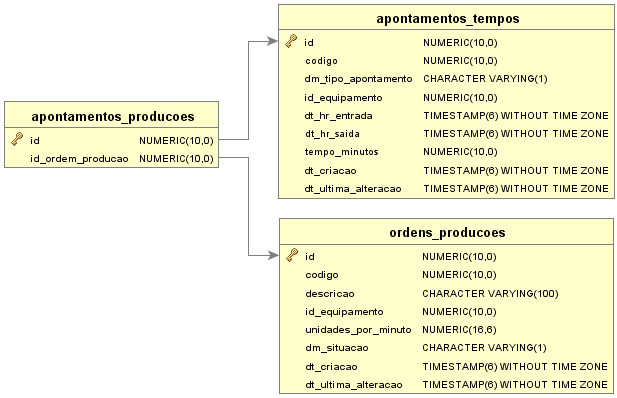 apontamentos_tempos
id NUMERIC(10,0)
codigo NUMERIC(10,0)
dm_tipo_apontamento CHARACTER VARYING(1)
id_equipamento NUMERIC(10,0)
dt_hr_entrada TIMESTAMP(6) WITHOUT TIME ZONE
dt_hr_saida TIMESTAMP(6) WITHOUT TIME ZONE
tempo_minutos NUMERIC(10,0)
dt_criacao TIMESTAMP(6) WITHOUT TIME ZONE
dt_ultima_alteracao TIMESTAMP(6) WITHOUT TIME ZONE
apontamentos_producoes
id NUMERIC(10,0)
id_ordem_producao NUMERIC(10,0)
ordens_producoes
id NUMERIC(10,0)
codigo NUMERIC(10,0)
descricao CHARACTER VARYING(100)
id_equipamento NUMERIC(10,0)
unidades_por_minuto NUMERIC(16,6)
dm_situacao CHARACTER VARYING(1)
dt_criacao TIMESTAMP(6) WITHOUT TIME ZONE
dt_ultima_alteracao TIMESTAMP(6) WITHOUT TIME ZONE